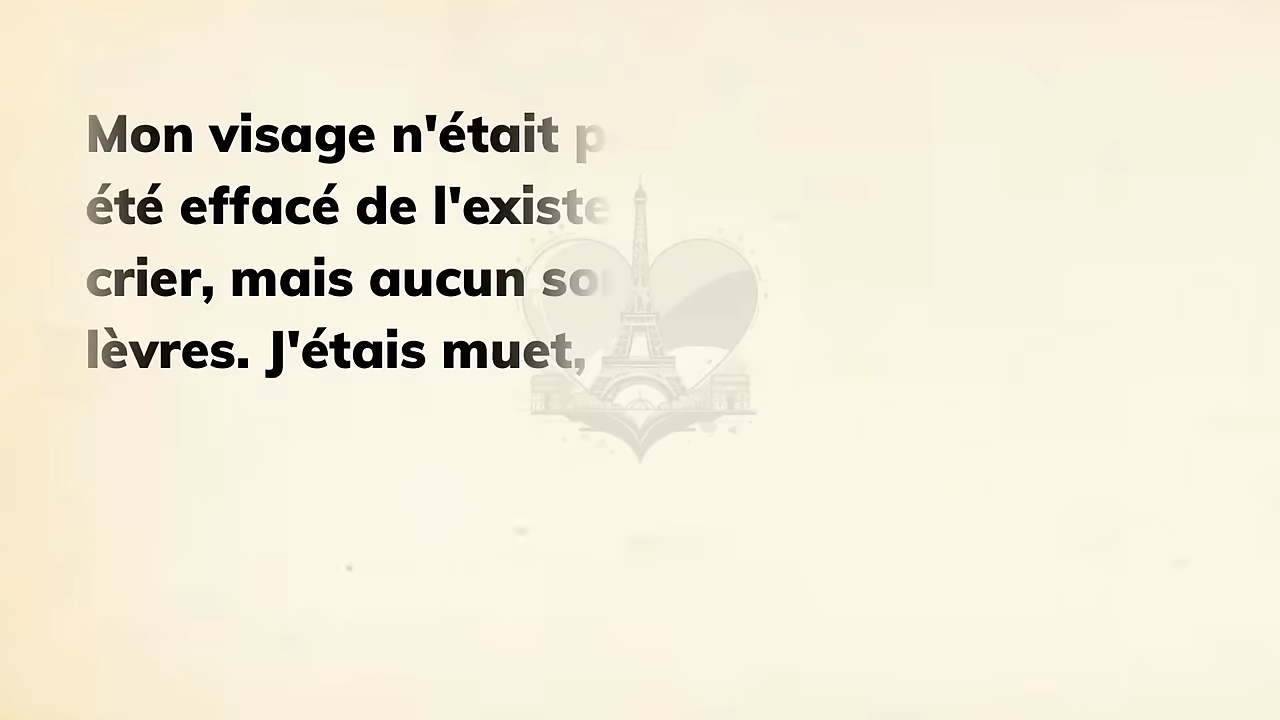 Mon visage n'était
été effacé de
crier, mais aucun
lèvres. J'étais muet,